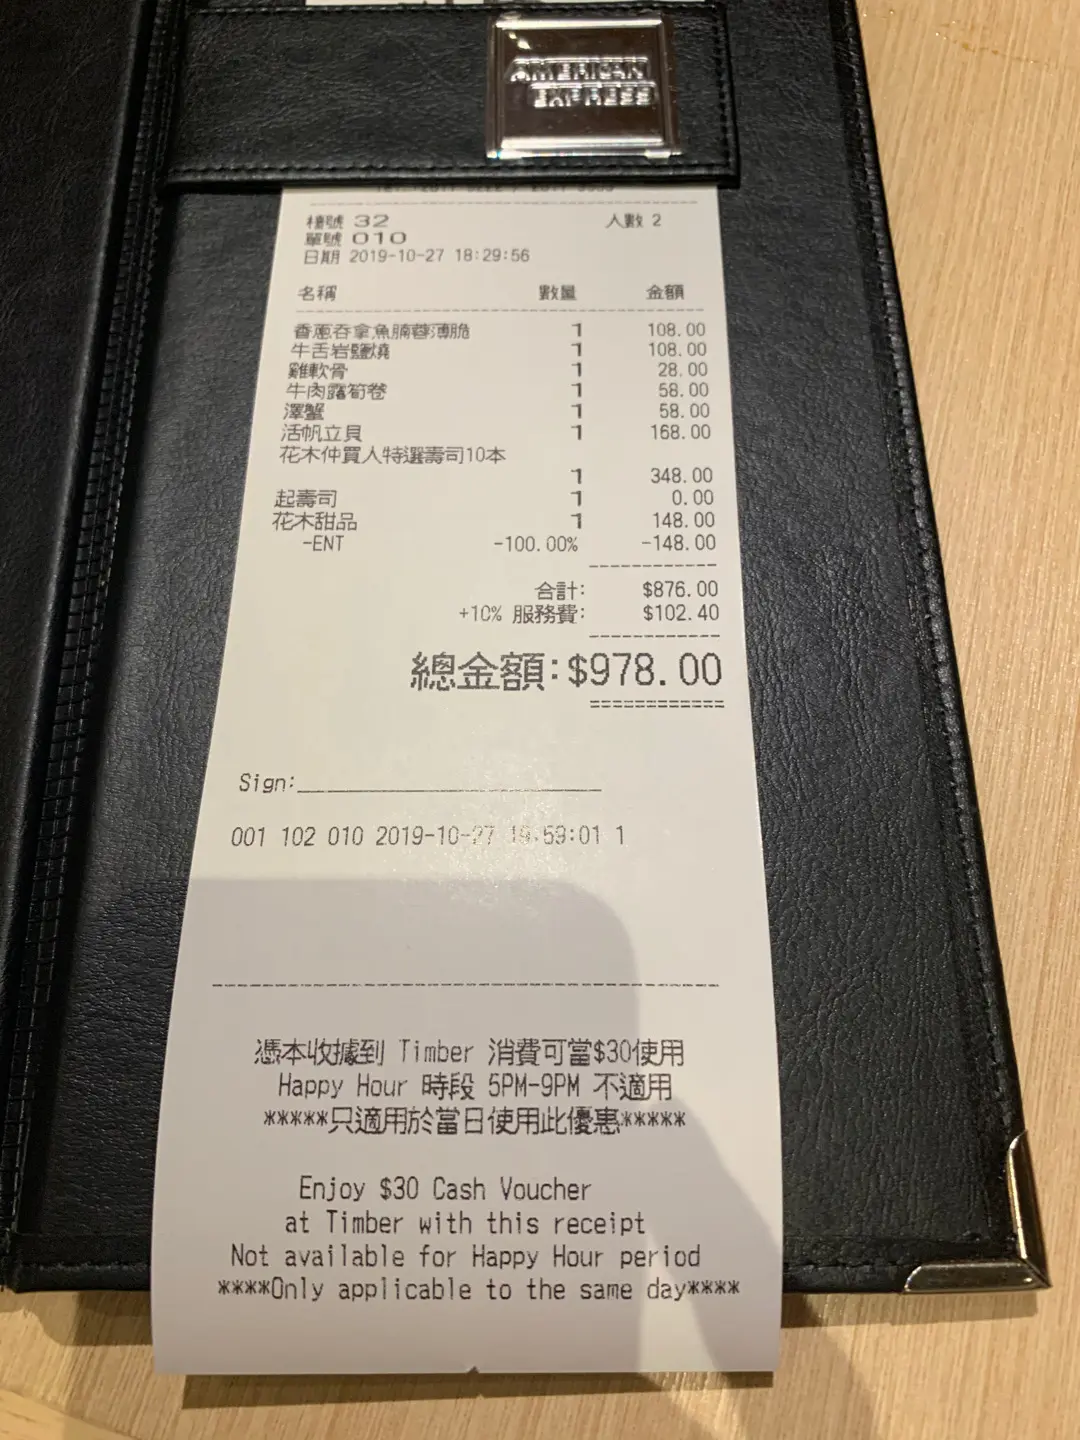 AMERICAN
EXPRESS
檯號 32
人數 2
單號 010
日期 2019-10-27 18:29:56
名稱 數量 金額
香蔥吞拿魚腩蓉薄脆 1 108.00
牛舌岩鹽燒 1 108.00
雞軟骨 1 28.00
牛肉露筍卷 1 58.00
澤蟹 1 58.00
活帆立貝 1 168.00
花木仲買人特選壽司10本
1 348.00
起壽司 1 0.00
花木甜品 1 148.00
-ENT -100.00% -148.00
合計: $876.00
+10% 服務費: $102.40
總金額: $978.00
Sign:
001 102 010 2019-10-27 :59:01 1
憑本收據到 Timber 消費可當$30使用
Happy Hour 時段 5PM-9PM 不適用
*****只適用於當日使用此優惠*****
Enjoy $30 Cash Voucher
at Timber with this receipt
Not available for Happy Hour period
****Only applicable to the same day****